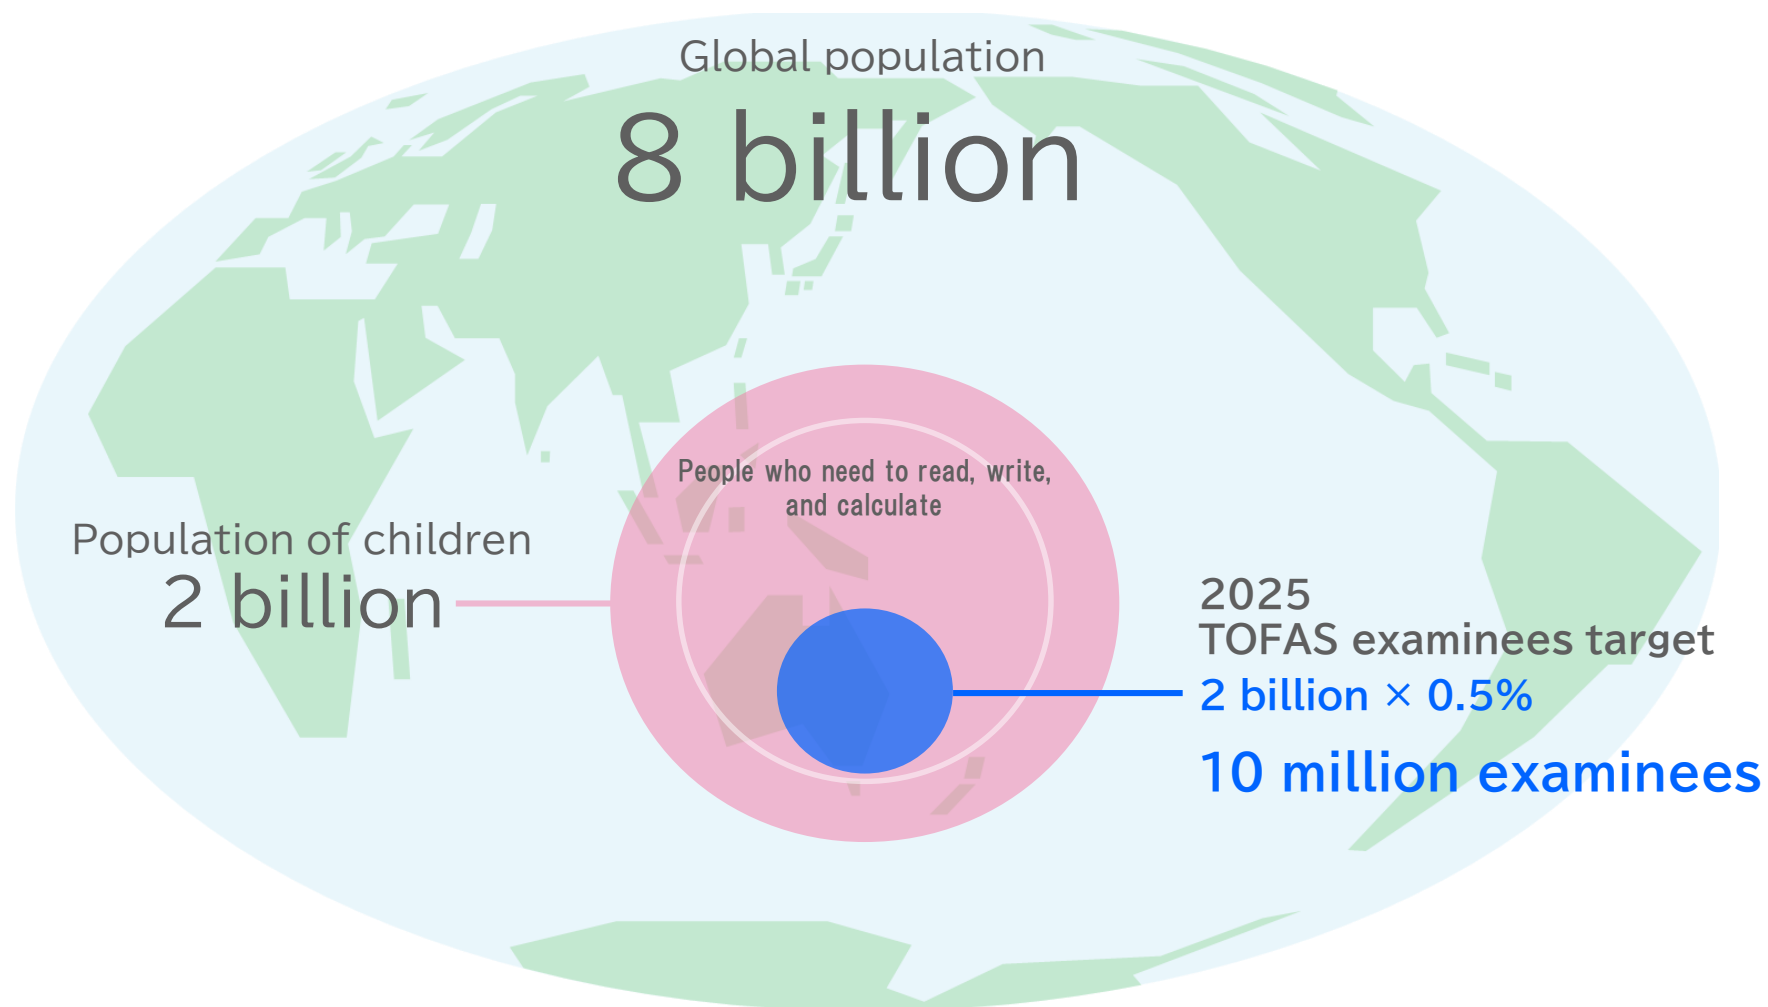 Global population
8 billion
People who need to read, write,
and calculate
Population of children
2 billion
2025
TOFAS examinees target
2 billion × 0.5%
10 million examinees